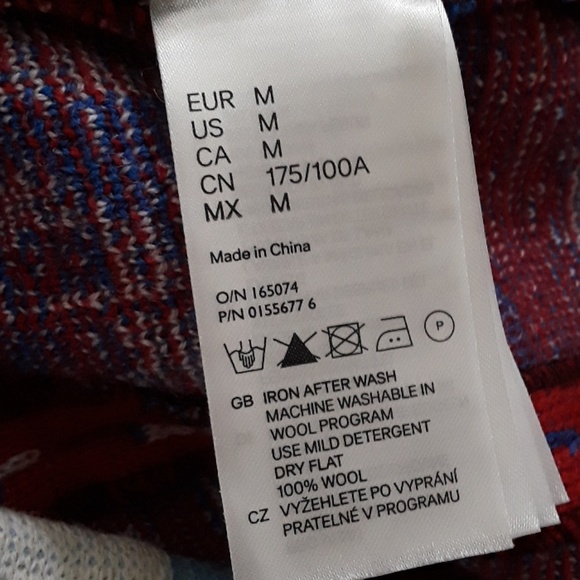 EUR M
US M
CA M
CN 175/100A
MX M
Made in China
O/N 165074
P/N 0155677 6
P
GB IRON AFTER WASH
MACHINE WASHABLE IN
WOOL PROGRAM
USE MILD DETERGENT
DRY FLAT
100% WOOL
CZ VYŽEHLETE PO VYPRÁNÍ
PRATELNÉ V PROGRAMU